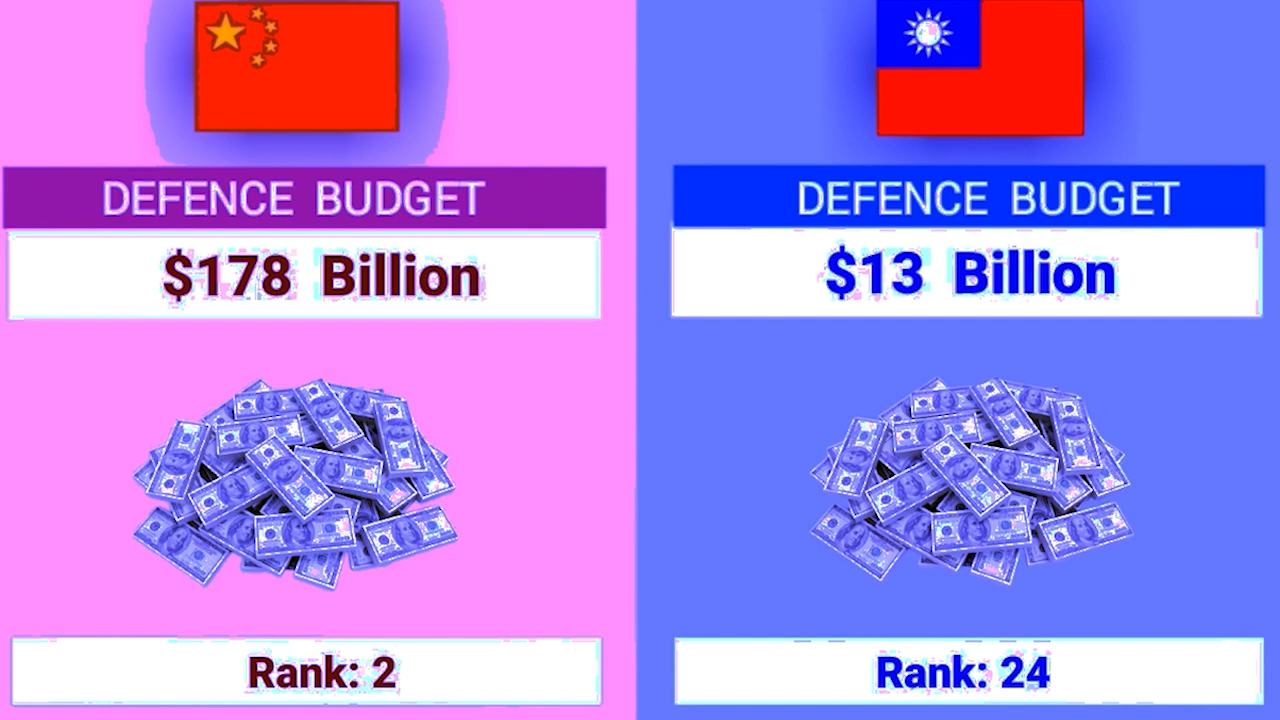 DEFENCE BUDGET
$178 Billion
Rank: 2
DEFENCE BUDGET
$13 Billion
Rank: 24